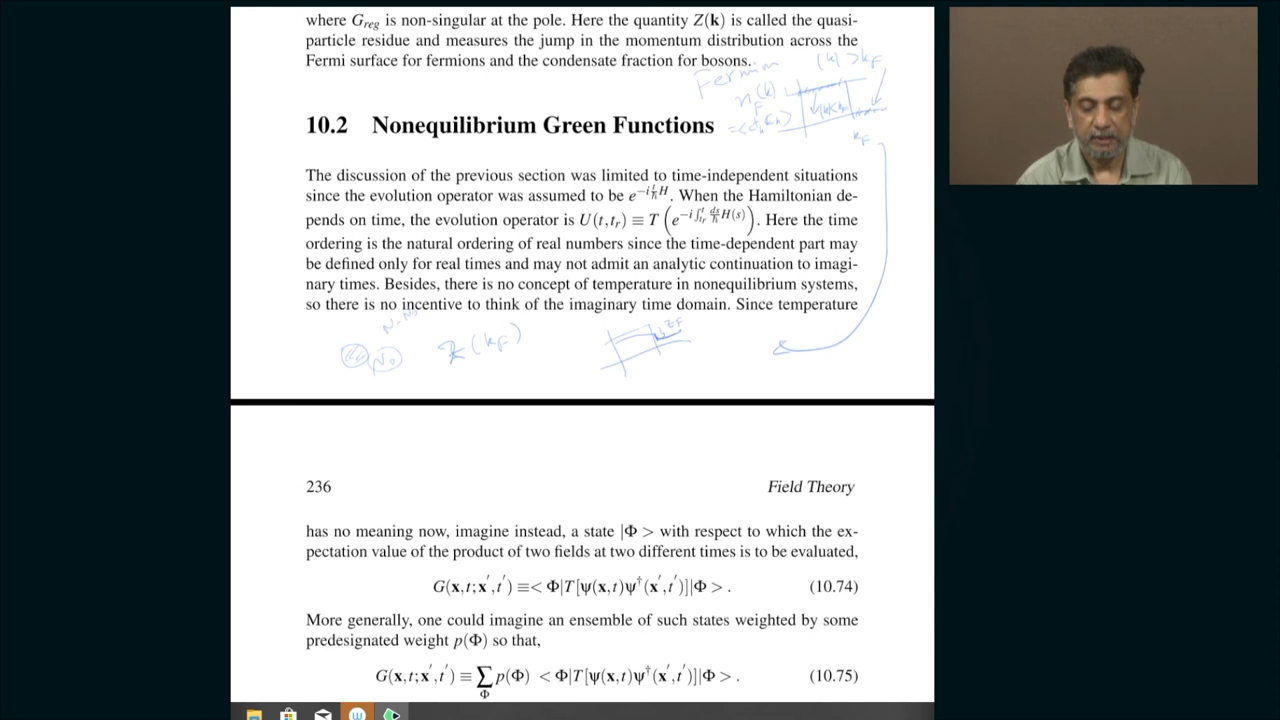 where G_reg is non-singular at the pole. Here the quantity Z(k) is called the quasi-
particle residue and measures the jump in the momentum distribution across the
Fermi surface for fermions and the condensate fraction for bosons.
Fermion
|k| > k_F
n_F(k)
k_F
10.2 Nonequilibrium Green Functions
The discussion of the previous section was limited to time-independent situations
since the evolution operator was assumed to be e^{-i\frac{t}{\hbar}H}. When the Hamiltonian de-
pends on time, the evolution operator is U(t,t_r) ≡ T(e^{-i∫_{t_r}^{t} \frac{ds}{\hbar}H(s)}). Here the time
ordering is the natural ordering of real numbers since the time-dependent part may
be defined only for real times and may not admit an analytic continuation to imagi-
nary times. Besides, there is no concept of temperature in nonequilibrium systems,
so there is no incentive to think of the imaginary time domain. Since temperature
N-N₀
N₀
(k_F)
236 Field Theory
has no meaning now, imagine instead, a state |Φ > with respect to which the ex-
pectation value of the product of two fields at two different times is to be evaluated,
G(x,t;x′,t′) ≡< Φ|T[ψ(x,t)ψ†(x′,t′)]|Φ > . (10.74)
More generally, one could imagine an ensemble of such states weighted by some
predesignated weight p(Φ) so that,
G(x,t;x′,t′) ≡ ∑_Φ p(Φ) < Φ|T[ψ(x,t)ψ†(x′,t′)]|Φ > . (10.75)